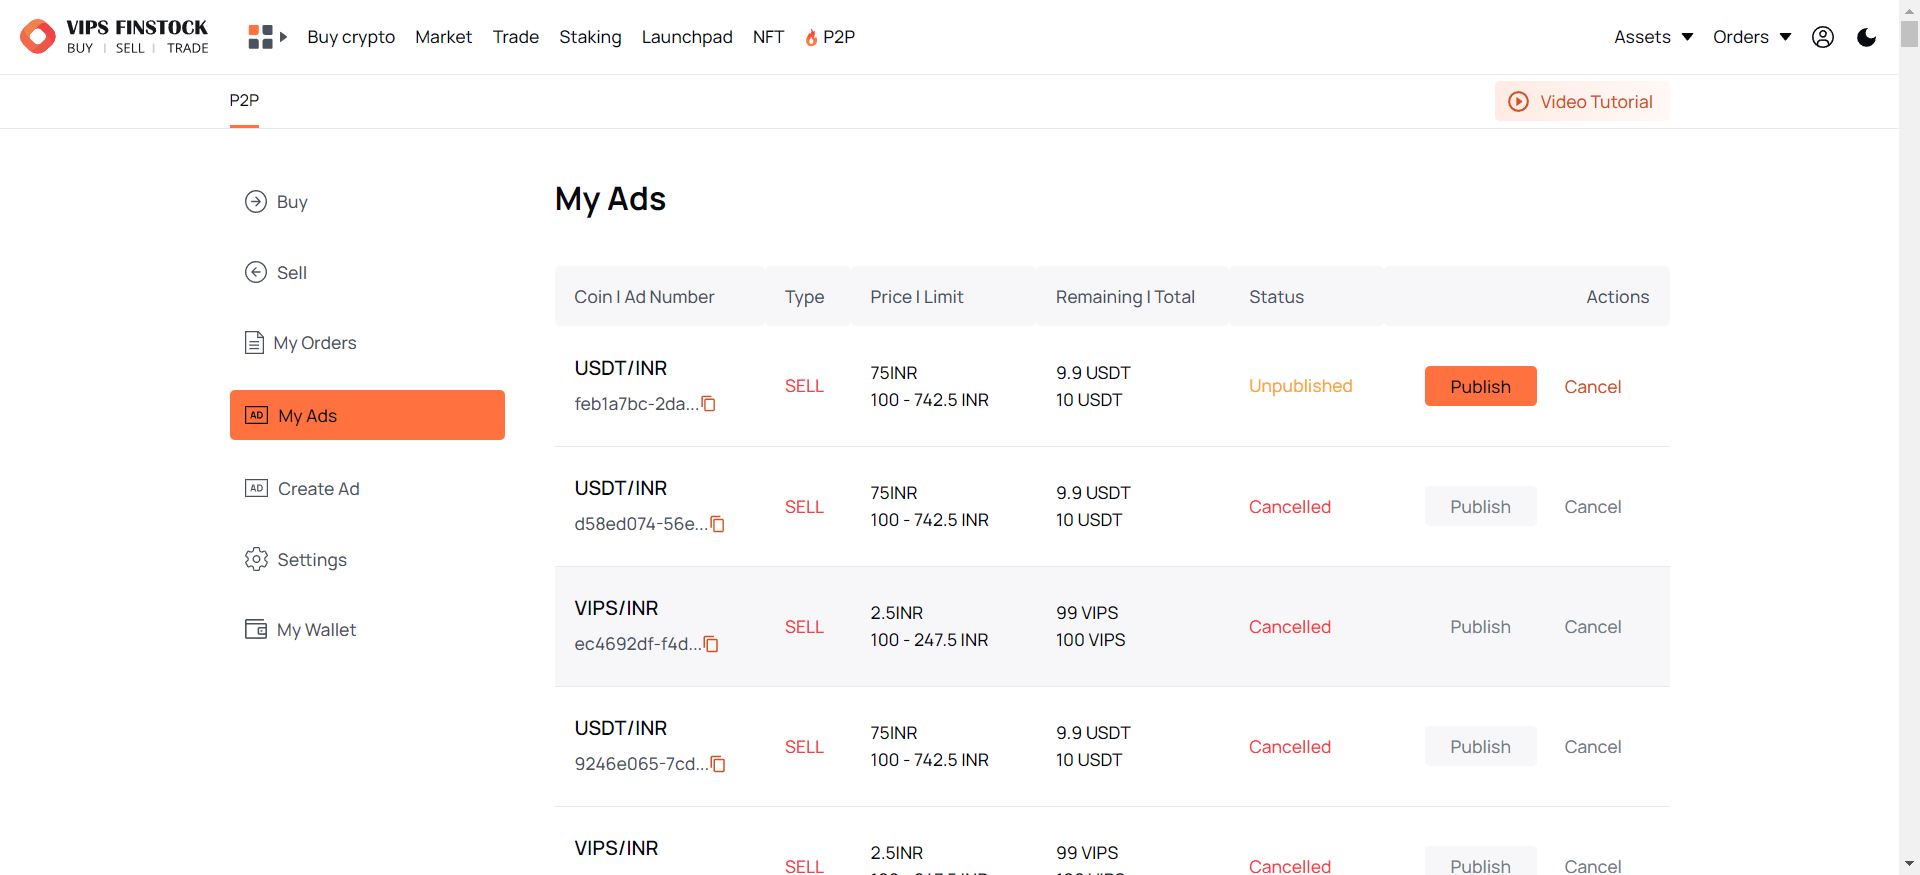 VIPS FINSTOCK
BUY | SELL | TRADE
Buy crypto Market Trade Staking Launchpad NFT P2P
Assets Orders
P2P
Video Tutorial
Buy
Sell
My Orders
AD My Ads
AD Create Ad
Settings
My Wallet
My Ads
Coin | Ad Number Type Price | Limit Remaining | Total Status Actions
USDT/INR
feb1a7bc-2da...
SELL
75INR
100 - 742.5 INR
9.9 USDT
10 USDT
Unpublished
Publish Cancel
USDT/INR
d58ed074-56e...
SELL
75INR
100 - 742.5 INR
9.9 USDT
10 USDT
Cancelled
Publish Cancel
VIPS/INR
ec4692df-f4d...
SELL
2.5INR
100 - 247.5 INR
99 VIPS
100 VIPS
Cancelled
Publish Cancel
USDT/INR
9246e065-7cd...
SELL
75INR
100 - 742.5 INR
9.9 USDT
10 USDT
Cancelled
Publish Cancel
VIPS/INR
SELL
2.5INR
99 VIPS
Cancelled
Publish Cancel